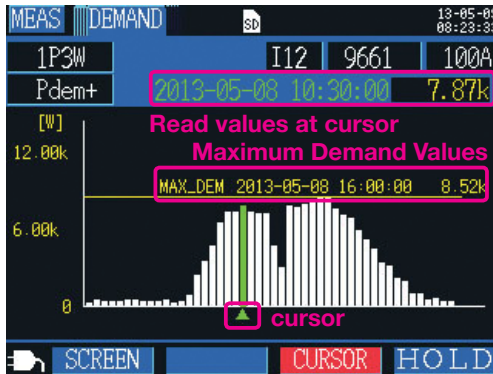 MEAS DEMAND SD 13-05-0
08:23:3
1P3W I12 9661 100A
Pdem+ 2013-05-08 10:30:00 7.87k
[W] Read values at cursor
12.00k Maximum Demand Values
MAX_DEM 2013-05-08 16:00:00 8.52k
6.00k
0
cursor
SCREEN CURSOR HOLD